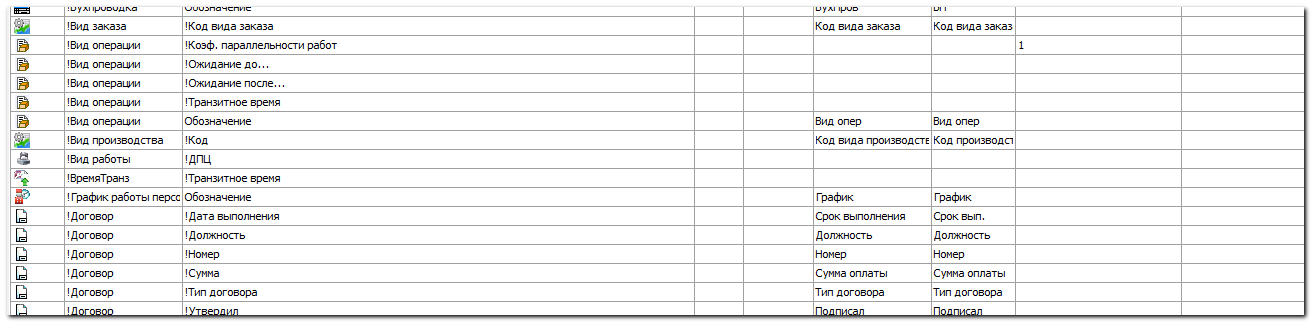 !Бухпроводка Обозначение Бухпров БП
!Вид заказа !Код вида заказа Код вида заказа Код вида заказ
!Вид операции !Коэф. параллельности работ 1
!Вид операции !Ожидание до...
!Вид операции !Ожидание после...
!Вид операции !Транзитное время
!Вид операции Обозначение Вид опер Вид опер
!Вид производства !Код Код вида производств Код производст
!Вид работы !ДПЦ
!ВремяТранз !Транзитное время
!График работы персо Обозначение График График
!Договор !Дата выполнения Срок выполнения Срок вып.
!Договор !Должность Должность Должность
!Договор !Номер Номер Номер
!Договор !Сумма Сумма оплаты Сумма оплаты
!Договор !Тип договора Тип договора Тип договора
!Договор !Утвердил Подписал Подписал